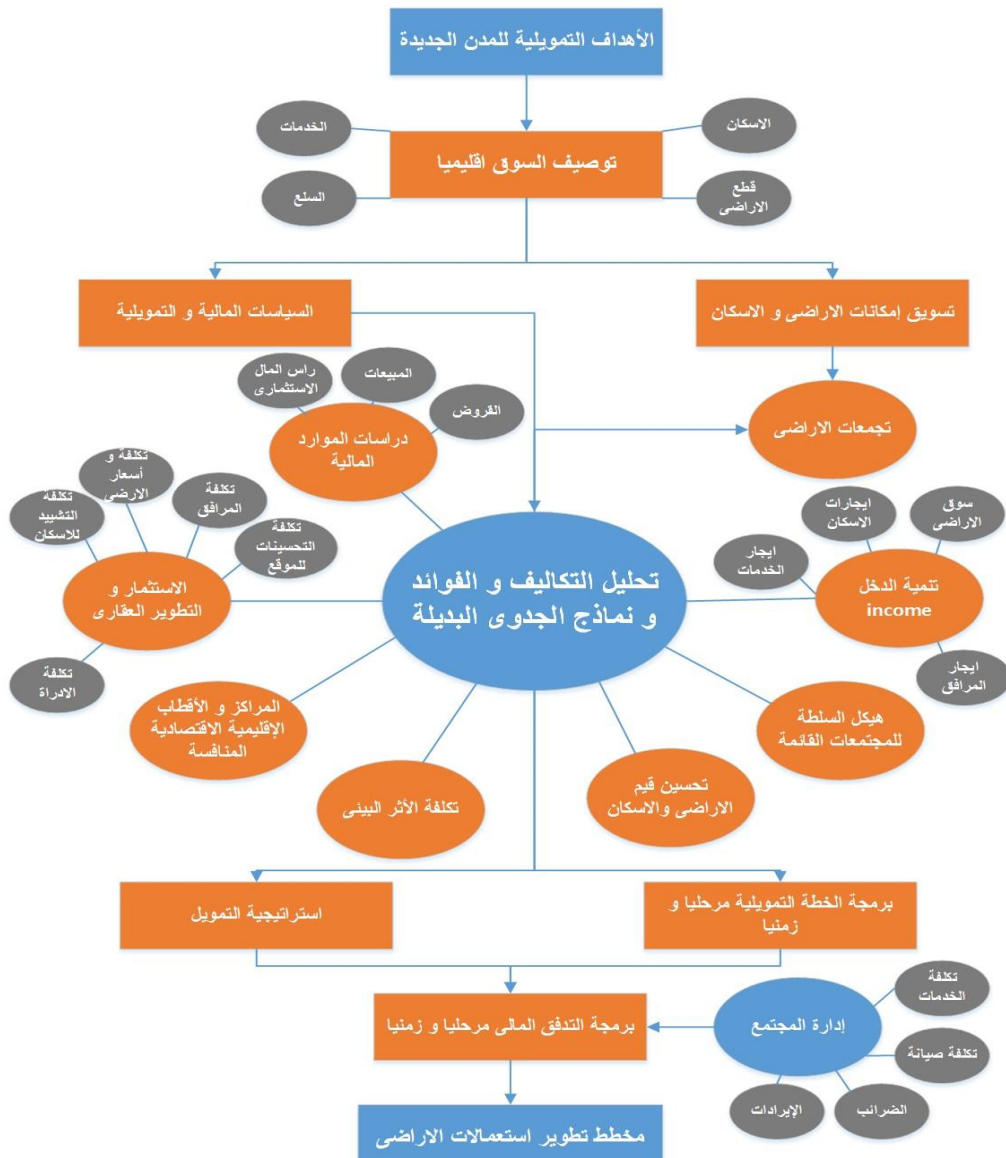 الأهداف التمويلية للمدن الجديدة
الاسكان
الخدمات
توصيف السوق اقليميا
قطع
الاراضى
السلع
تسويق إمكانات الاراضى و الاسكان
السياسات المالية و التمويلية
تجمعات الاراضى
راس المال
الاستثمارى
المبيعات
القروض
دراسات الموارد
المالية
تكلفة
التشييد
للاسكان
تكلفة و
أسعار
الارضى
تكلفة
المرافق
تكلفة
التحسينات
للموقع
الاستثمار و
التطوير العقارى
تكلفة
الادراة
تحليل التكاليف و الفوائد
و نماذج الجدوى البديلة
سوق
الاراضى
ايجارات
الاسكان
ايجار
الخدمات
تنمية الدخل
income
ايجار
المرافق
هيكل السلطة
للمجتمعات القائمة
تحسين قيم
الاراضى والاسكان
تكلفة الأثر البيئى
المراكز و الأقطاب
الإقليمية الاقتصادية
المنافسة
برمجة الخطة التمويلية مرحليا و
زمنيا
استراتيجية التمويل
برمجة التدفق المالى مرحليا و زمنيا
إدارة المجتمع
تكلفة
الخدمات
تكلفة صيانة
الضرائب
الإيرادات
مخطط تطوير استعمالات الاراضى